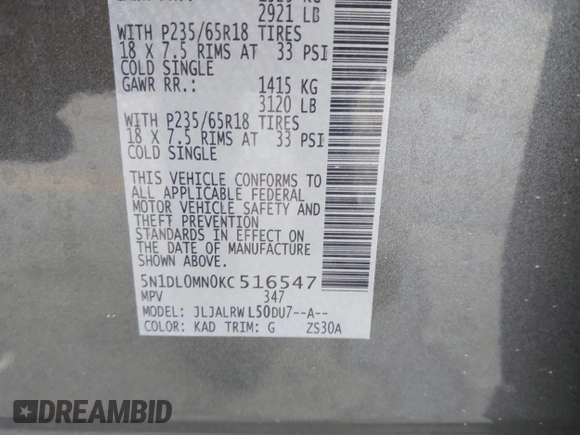 2921 LB
WITH P235/65R18 TIRES
18 X 7.5 RIMS AT 33 PSI
COLD SINGLE
GAWR RR.: 1415 KG
3120 LB
WITH P235/65R18 TIRES
18 X 7.5 RIMS AT 33 PSI
COLD SINGLE
THIS VEHICLE CONFORMS TO
ALL APPLICABLE FEDERAL
MOTOR VEHICLE SAFETY AND
THEFT PREVENTION
STANDARDS IN EFFECT ON
THE DATE OF MANUFACTURE
SHOWN ABOVE.
5N1DL0MN0KC516547
MPV 347
MODEL: JLJALRWL50DU7--A--
COLOR: KAD TRIM: G ZS30A
DREAMBID